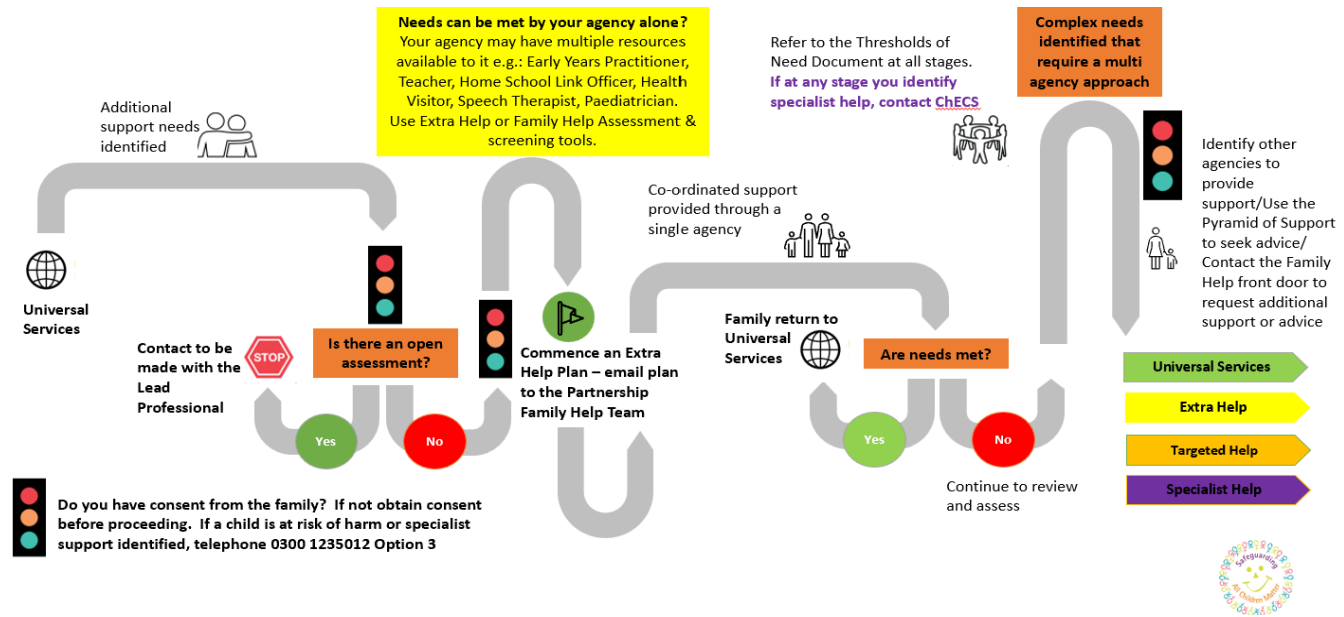 Needs can be met by your agency alone?
Your agency may have multiple resources
available to it e.g.: Early Years Practitioner,
Teacher, Home School Link Officer, Health
Visitor, Speech Therapist, Paediatrician.
Use Extra Help or Family Help Assessment &
screening tools.
Refer to the Thresholds of
Need Document at all stages.
If at any stage you identify
specialist help, contact ChECS
Complex needs
identified that
require a multi
agency approach
Additional
support needs
identified
Identify other
agencies to
provide
support/Use the
Pyramid of Support
to seek advice/
Contact the Family
Help front door to
request additional
support or advice
Co-ordinated support
provided through a
single agency
Universal
Services
Contact to be
made with the
Lead
Professional
STOP
Is there an open
assessment?
Yes
No
Commence an Extra
Help Plan – email plan
to the Partnership
Family Help Team
Family return to
Universal
Services
Are needs met?
Yes
No
Continue to review
and assess
Universal Services
Extra Help
Targeted Help
Specialist Help
Do you have consent from the family? If not obtain consent
before proceeding. If a child is at risk of harm or specialist
support identified, telephone 0300 1235012 Option 3
Safeguarding
All Children Matter